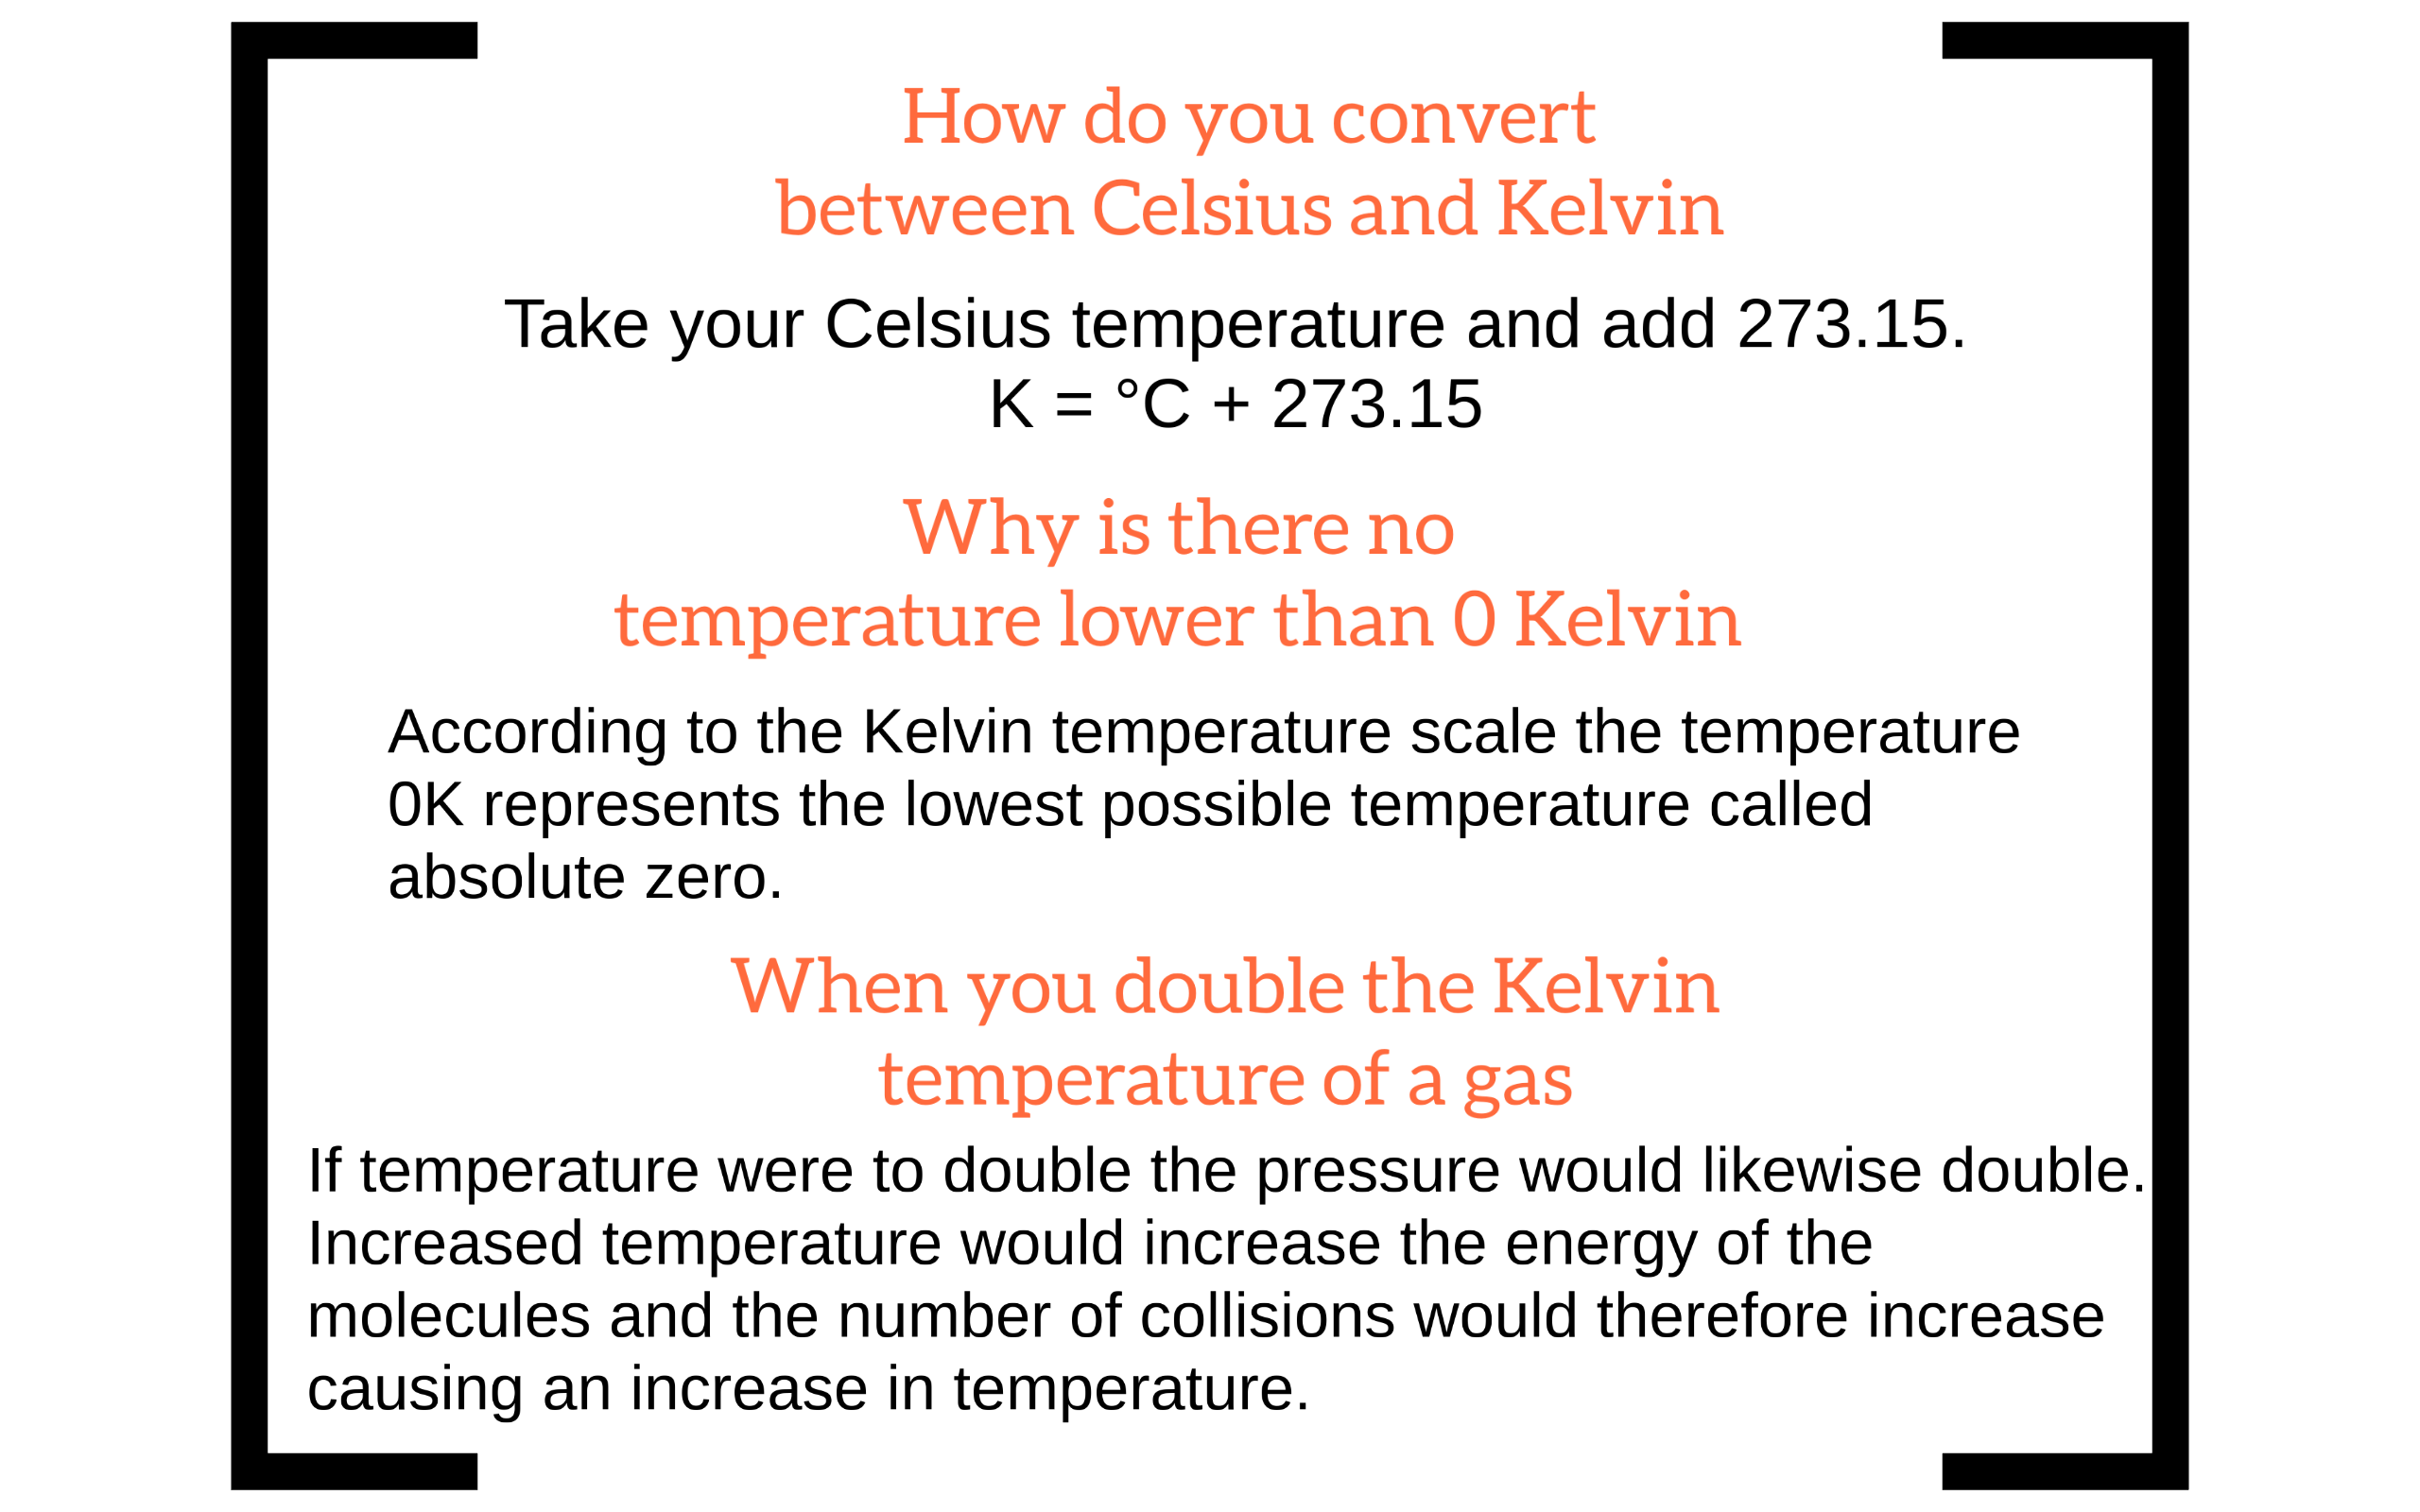 How do you convert
between Celsius and Kelvin
Take your Celsius temperature and add 273.15.
K = °C + 273.15
Why is there no
temperature lower than 0 Kelvin
According to the Kelvin temperature scale the temperature
0K represents the lowest possible temperature called
absolute zero.
When you double the Kelvin
temperature of a gas
If temperature were to double the pressure would likewise double.
Increased temperature would increase the energy of the
molecules and the number of collisions would therefore increase
causing an increase in temperature.